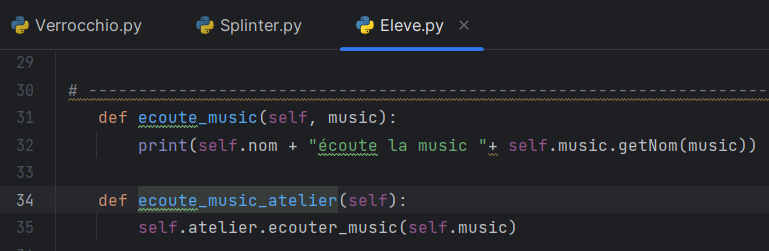 Verrocchio.py Splinter.py Eleve.py ×
29
30 # ----------------------------------------------------------------------
31 def ecoute_music(self, music):
32 print(self.nom + "écoute la music "+ self.music.getNom(music))
33
34 def ecoute_music_atelier(self):
35 self.atelier.ecouter_music(self.music)